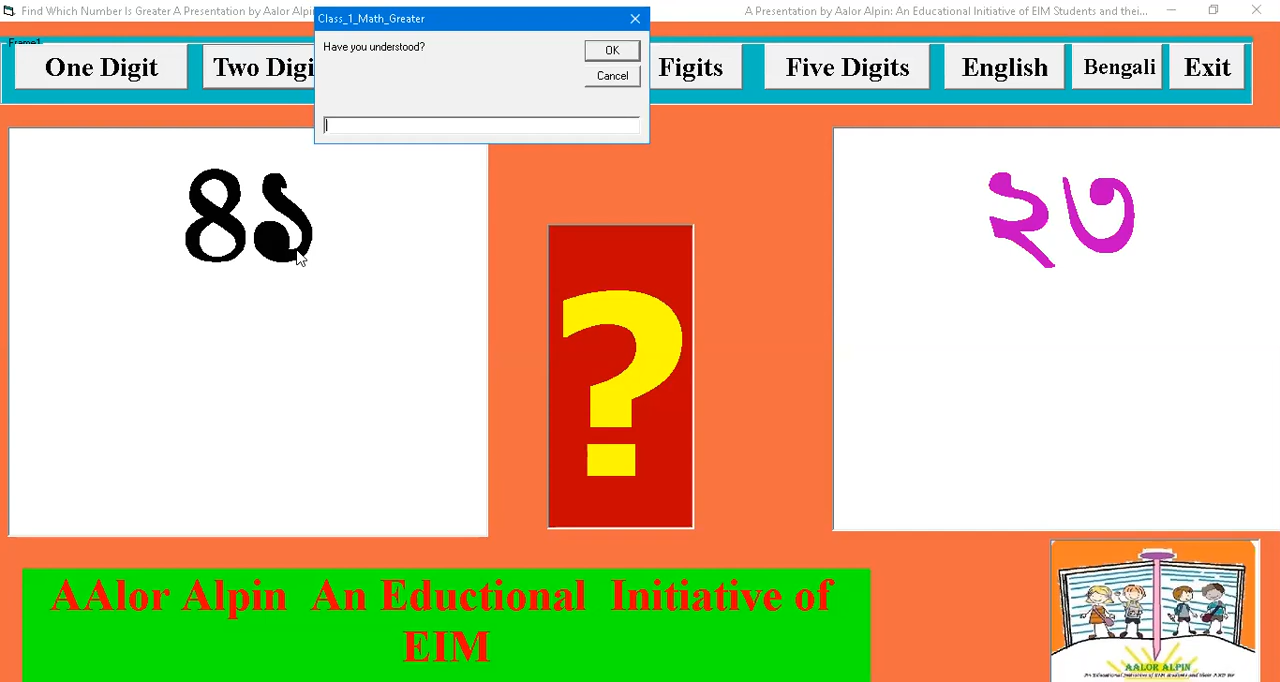 Find Which Number Is Greater A Presentation by Aalor Alpin
A Presentation by Aalor Alpin: An Educational Initiative of EIM Students and thei...
Class_1_Math_Greater
Have you understood?
OK
Cancel
Frame1
One Digit
Two Digi
Figits
Five Digits
English
Bengali
Exit
৪১
?
২৩
AAlor Alpin An Eductional Initiative of
EIM
AALOR ALPIN